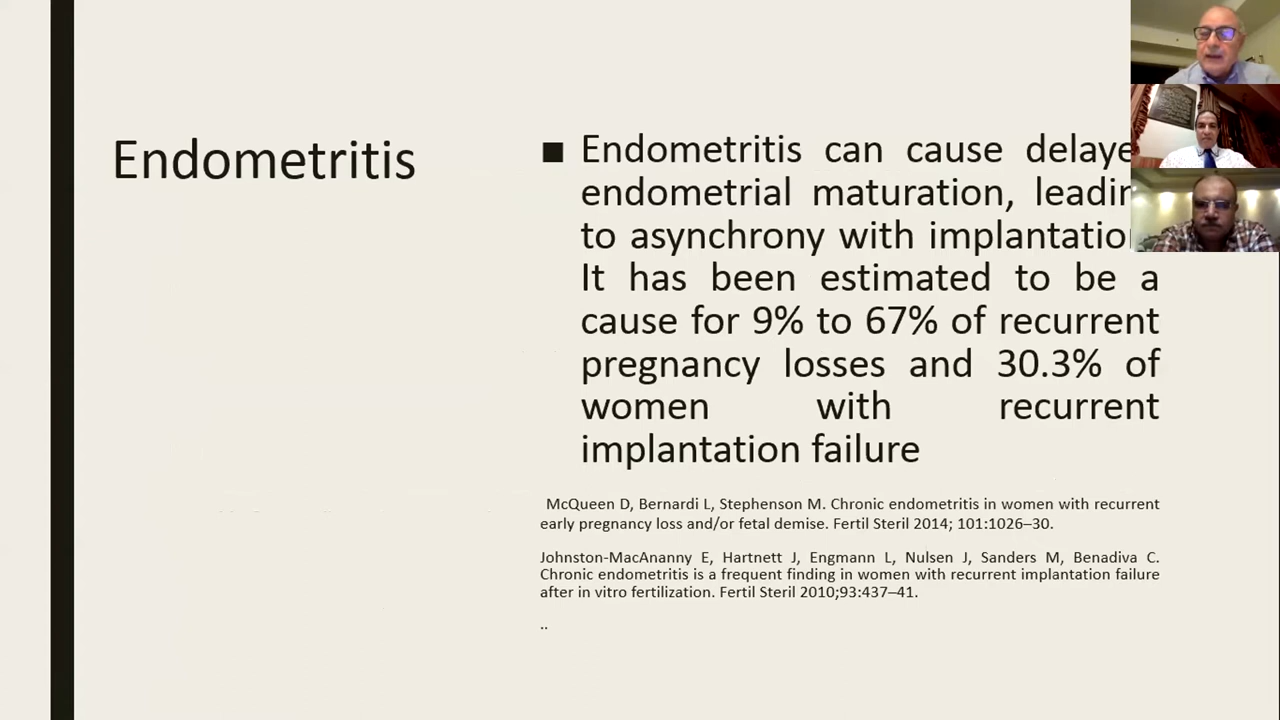 Endometritis
■ Endometritis can cause
endometrial maturation,
to asynchrony with
It has been estimated to be a
cause for 9% to 67% of recurrent
pregnancy losses and 30.3% of
women with recurrent
implantation failure
McQueen D, Bernardi L, Stephenson M. Chronic endometritis in women with recurrent
early pregnancy loss and/or fetal demise. Fertil Steril 2014; 101:1026–30.
Johnston-MacAnanny E, Hartnett J, Engmann L, Nulsen J, Sanders M, Benadiva C.
Chronic endometritis is a frequent finding in women with recurrent implantation failure
after in vitro fertilization. Fertil Steril 2010;93:437–41.
..